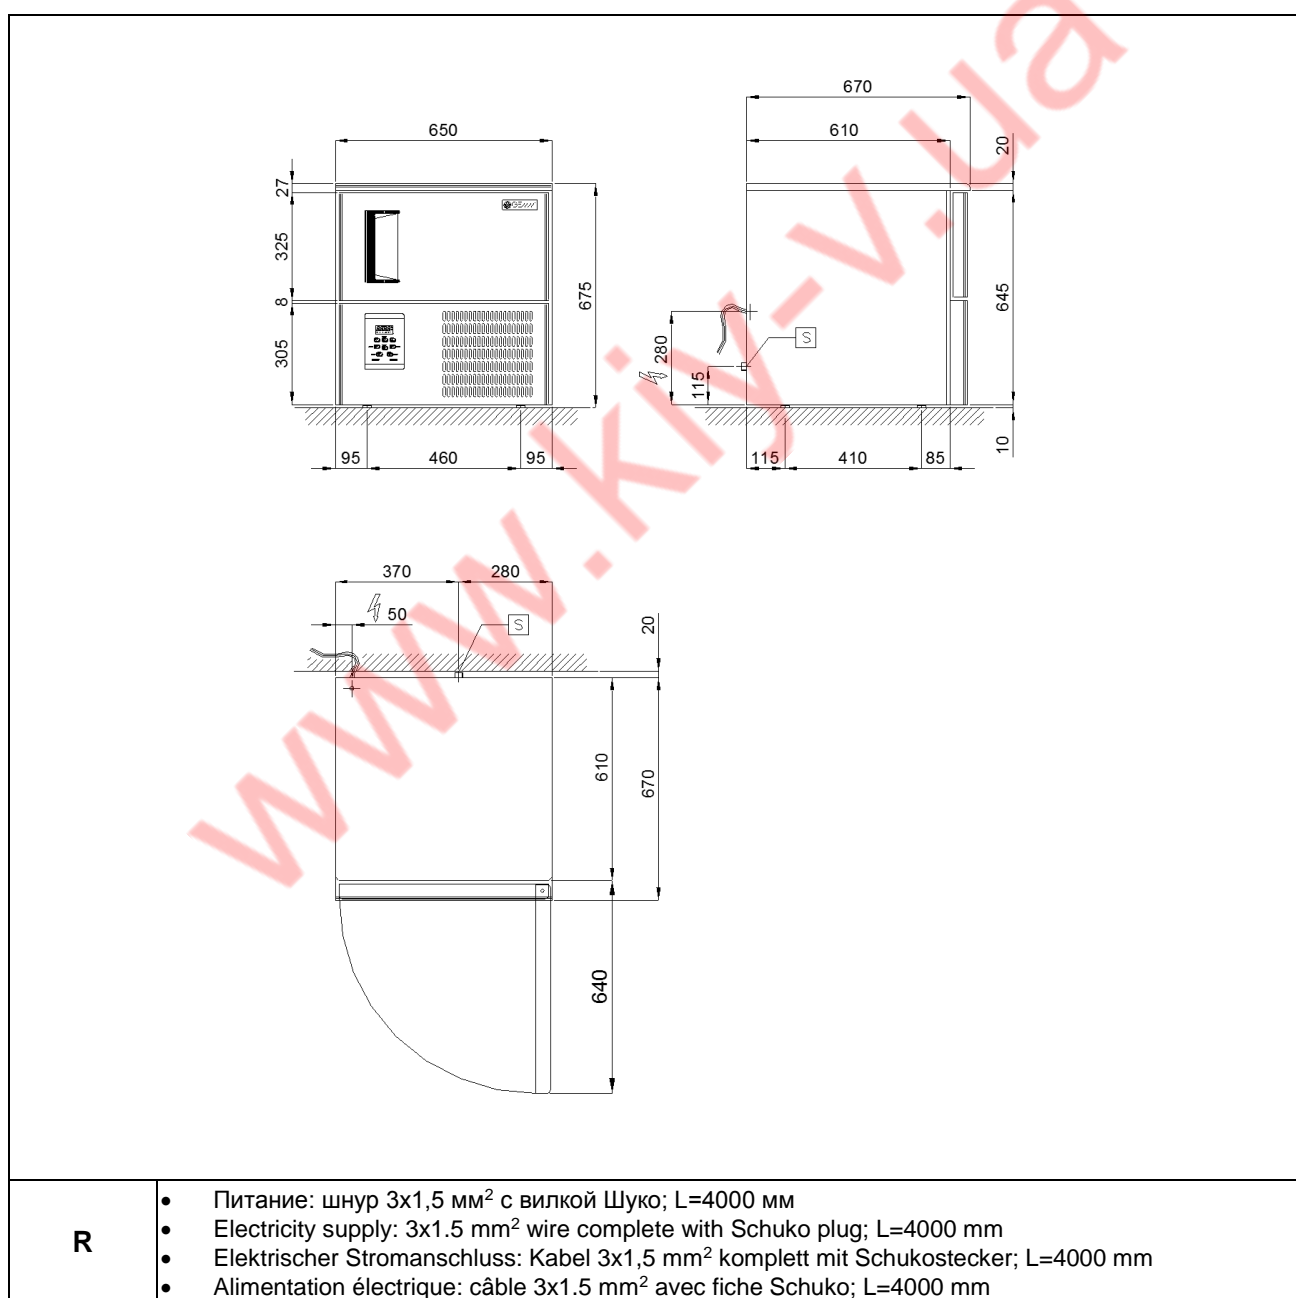 670
650
610
20
27
325
8
305
675
GEMM
645
280
115
S
10
95
460
95
115
410
85
370
280
50
S
20
610
670
640
www.kiy-v.ua
R
• Питание: шнур 3x1,5 мм² с вилкой Шуко; L=4000 мм
• Electricity supply: 3x1.5 mm² wire complete with Schuko plug; L=4000 mm
• Elektrischer Stromanschluss: Kabel 3x1,5 mm² komplett mit Schukostecker; L=4000 mm
• Alimentation électrique: câble 3x1.5 mm² avec fiche Schuko; L=4000 mm